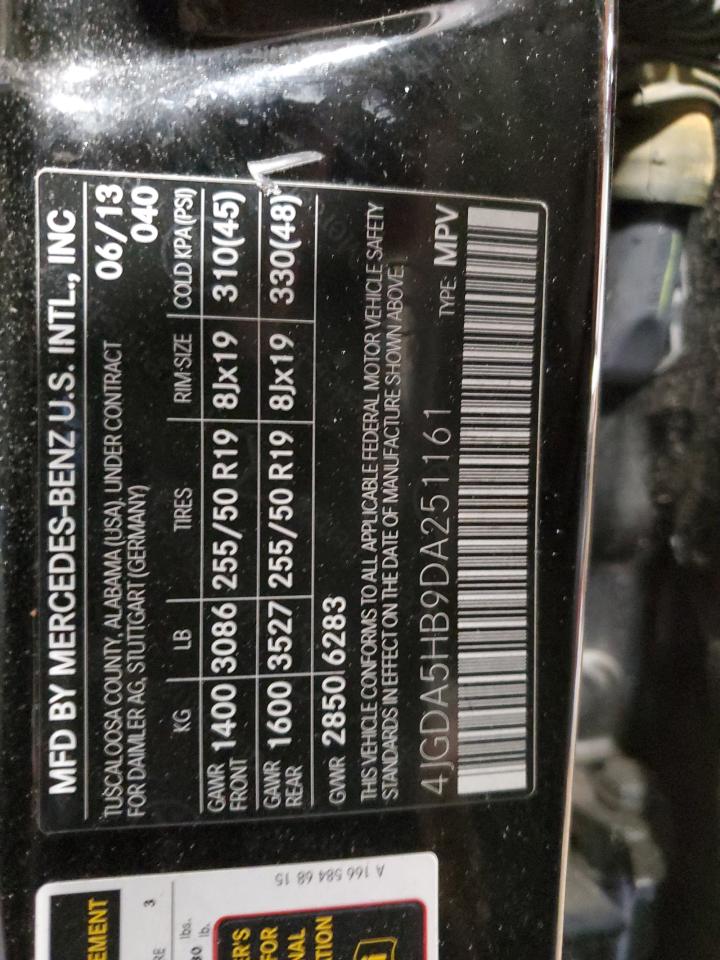 MFD BY MERCEDES-BENZ U.S. INTL., INC
TUSCALOOSA COUNTY, ALABAMA (USA), UNDER CONTRACT 06/13
FOR DAIMLER AG, STUTTGART (GERMANY) 040
KG LB TIRES RIM-SIZE COLD KPA(PSI)
GAWR FRONT 1400 3086 255/50 R19 8Jx19 310(45)
GAWR REAR 1600 3527 255/50 R19 8Jx19 330(48)
GVWR 2850 6283
THIS VEHICLE CONFORMS TO ALL APPLICABLE FEDERAL MOTOR VEHICLE SAFETY
STANDARDS IN EFFECT ON THE DATE OF MANUFACTURE SHOWN ABOVE.
4JGDA5HB9DA251161 TYPE: MPV
A 166 584 68 15
3
lbs.
lb.